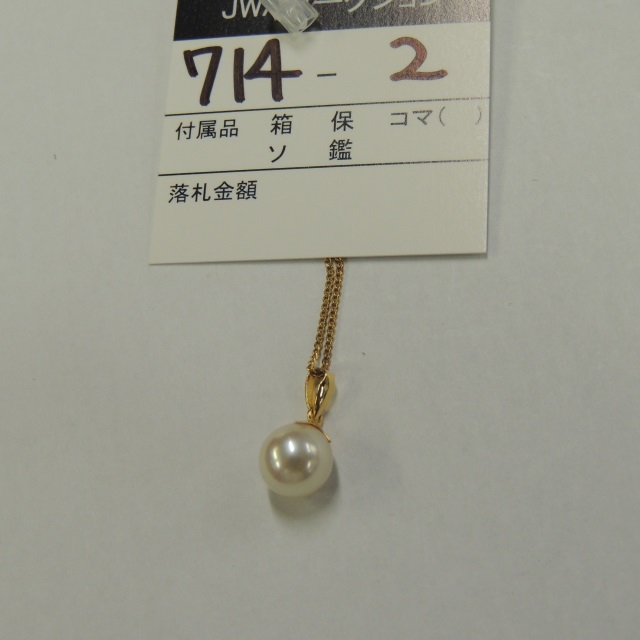 714 - 2
付属品 箱 保 コマ( )
ソ 鑑
落札金額